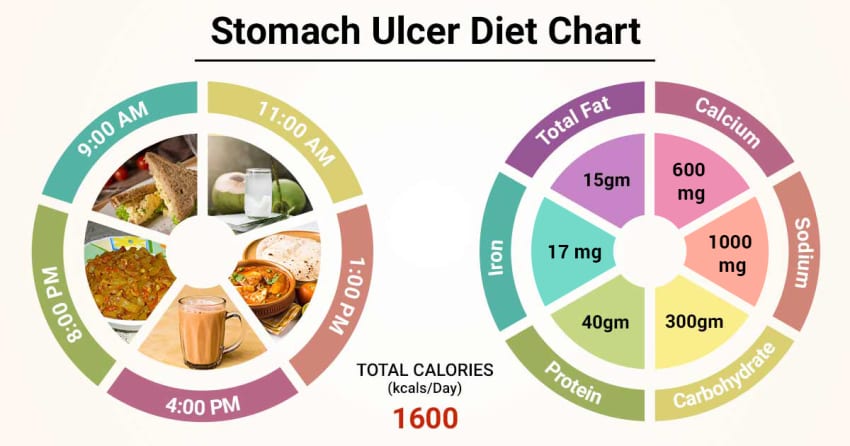 Stomach Ulcer Diet Chart
9:00 AM
11:00 AM
1:00 PM
4:00 PM
8:00 PM
TOTAL CALORIES
(kcals/Day)
1600
Total Fat
15gm
Calcium
600
mg
Sodium
1000
mg
Carbohydrate
300gm
Protein
40gm
Iron
17 mg